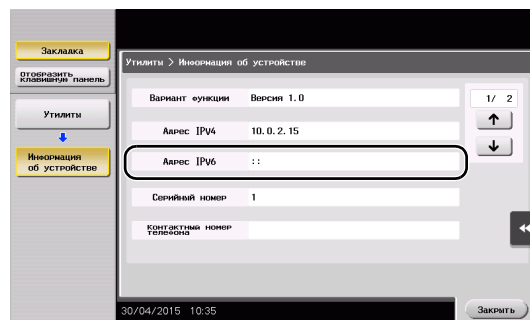 Закладка
Отобразить
клавишную панель
Утилиты
Информация
об устройстве
Утилиты > Информация об устройстве
Вариант функции Версия 1.0
1/ 2
Адрес IPv4 10.0.2.15
Адрес IPv6 ::
Серийный номер 1
Контактный номер
телефона
30/04/2015 10:35
Закрыть